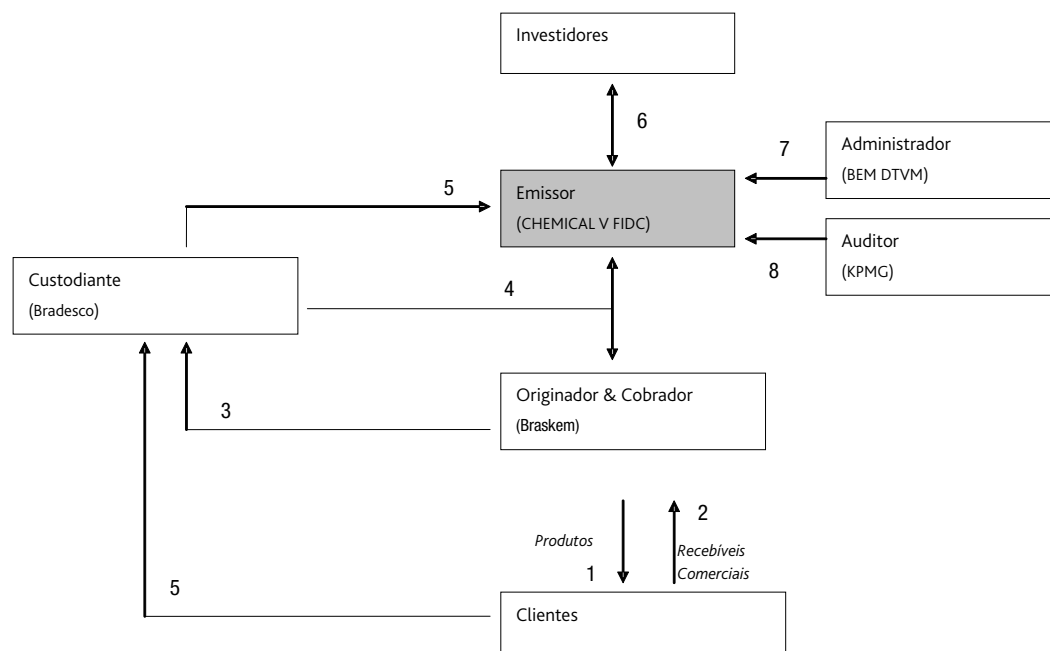 Investidores
6
7
Administrador
(BEM DTVM)
5
Emissor
(CHEMICAL V FIDC)
8
Auditor
(KPMG)
Custodiante
(Bradesco)
4
3
Originador & Cobrador
(Braskem)
Produtos
1
2
Recebíveis
Comerciais
5
Clientes